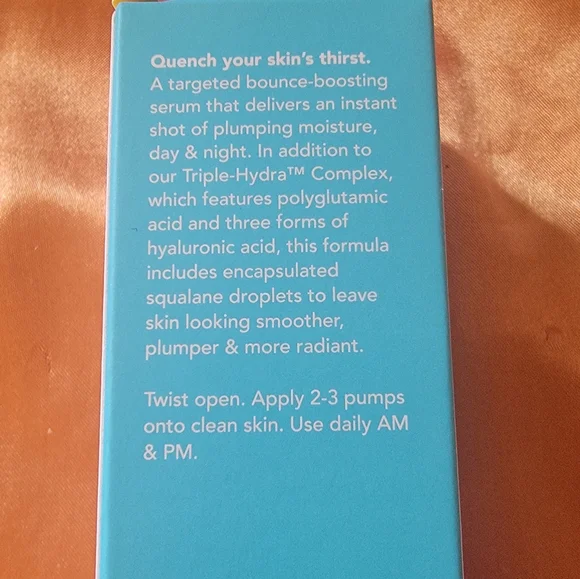 Quench your skin's thirst.
A targeted bounce-boosting
serum that delivers an instant
shot of plumping moisture,
day & night. In addition to
our Triple-Hydra™ Complex,
which features polyglutamic
acid and three forms of
hyaluronic acid, this formula
includes encapsulated
squalane droplets to leave
skin looking smoother,
plumper & more radiant.
Twist open. Apply 2-3 pumps
onto clean skin. Use daily AM
& PM.